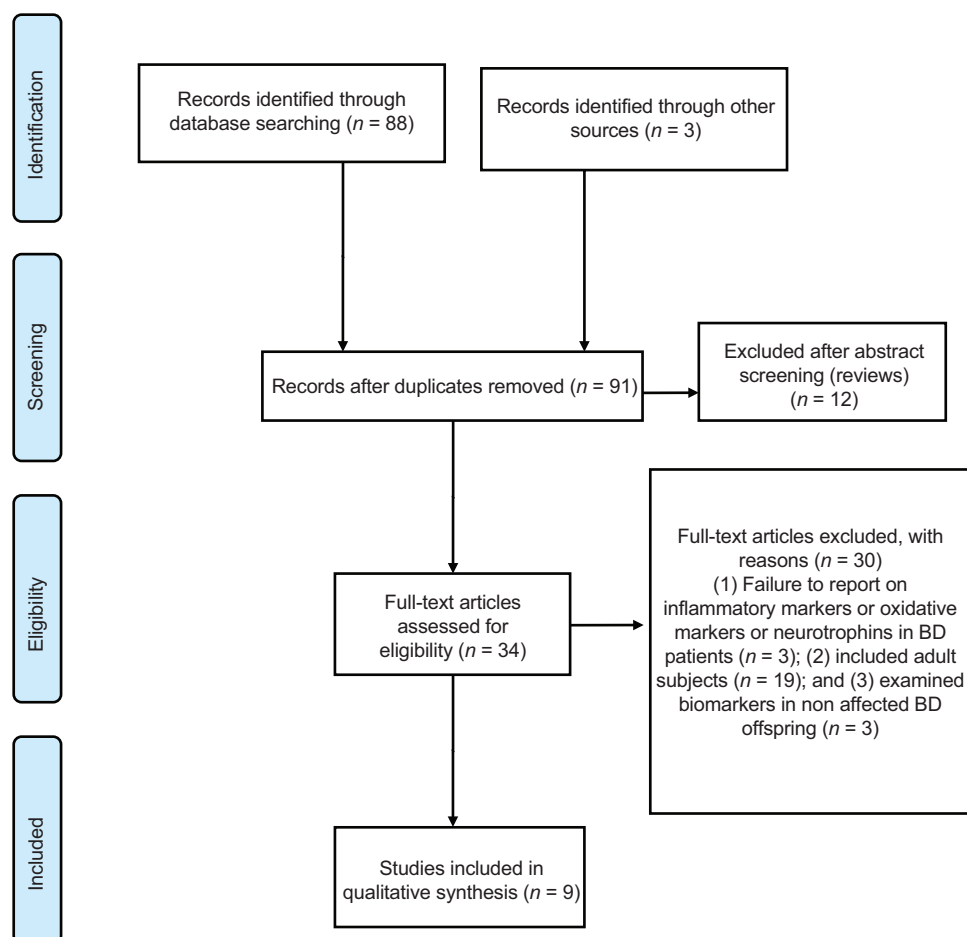 Identification
Records identified through
database searching (n = 88)
Records identified through other
sources (n = 3)
Screening
Records after duplicates removed (n = 91)
Excluded after abstract
screening (reviews)
(n = 12)
Eligibility
Full-text articles
assessed for
eligibility (n = 34)
Full-text articles excluded, with
reasons (n = 30)
(1) Failure to report on
inflammatory markers or oxidative
markers or neurotrophins in BD
patients (n = 3); (2) included adult
subjects (n = 19); and (3) examined
biomarkers in non affected BD
offspring (n = 3)
Included
Studies included in
qualitative synthesis (n = 9)